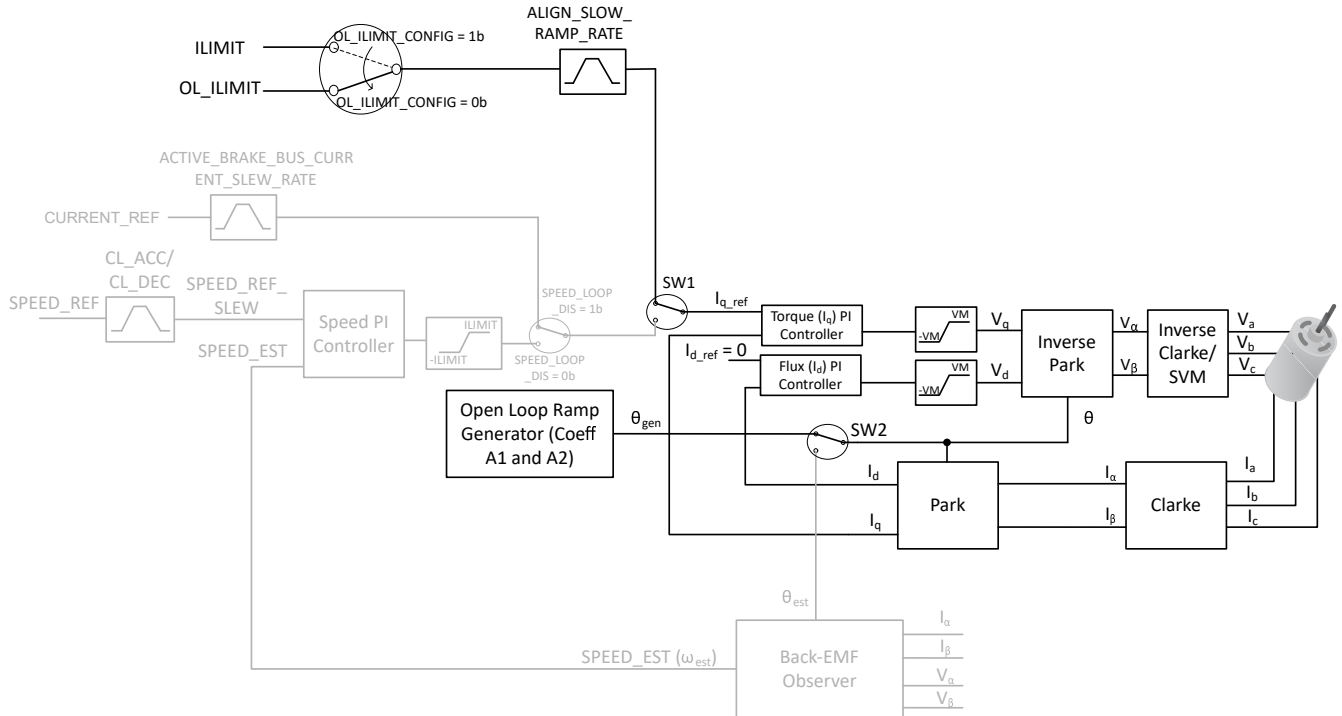 ALIGN_SLOW_
RAMP_RATE
OL_ILIMIT_CONFIG = 1b
ILIMIT
OL_ILIMIT
OL_ILIMIT_CONFIG = 0b
ACTIVE_BRAKE_BUS_CURR
ENT_SLEW_RATE
CURRENT_REF
CL_ACC/
CL_DEC
SPEED_REF
SPEED_REF_
SLEW
SPEED_EST
Speed PI
Controller
ILIMIT
-ILIMIT
SPEED_LOOP
_DIS = 1b
SPEED_LOOP
_DIS = 0b
SW1
Iq_ref
Torque (Iq) PI
Controller
Id_ref = 0
Flux (Id) PI
Controller
VM
-VM
VM
-VM
Vq
Vd
Inverse
Park
Vα
Vβ
Inverse
Clarke/
SVM
Va
Vb
Vc
Open Loop Ramp
Generator (Coeff
A1 and A2)
θgen
SW2
θ
Id
Iq
Park
Iα
Iβ
Clarke
Ia
Ib
Ic
θest
SPEED_EST (ωest)
Back-EMF
Observer
Iα
Iβ
Vα
Vβ